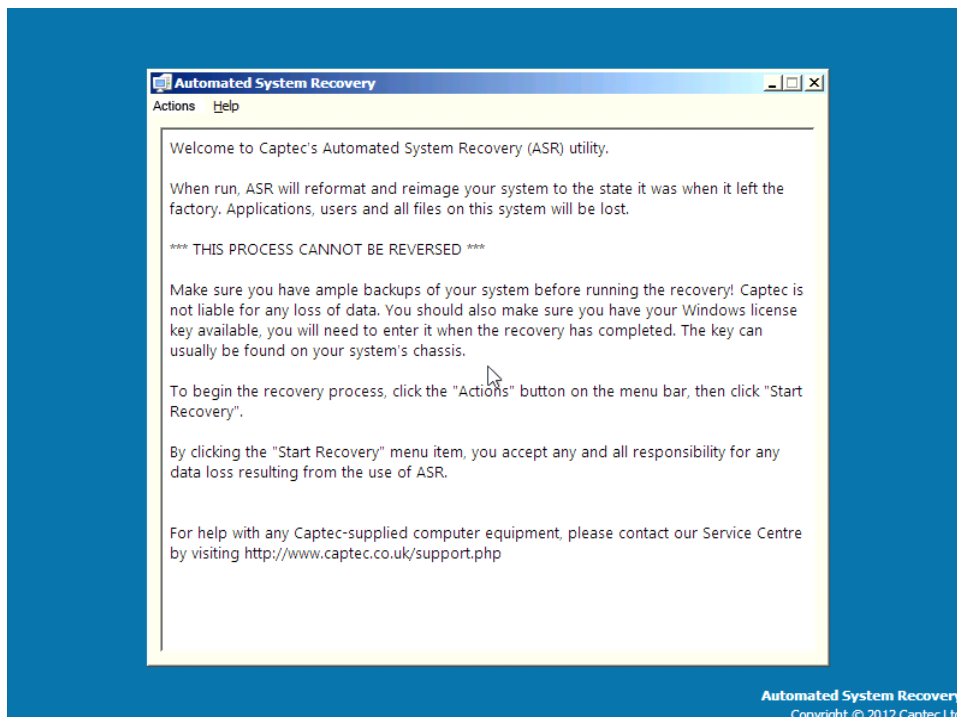 Automated System Recovery
Actions Help
Welcome to Captec's Automated System Recovery (ASR) utility.
When run, ASR will reformat and reimage your system to the state it was when it left the
factory. Applications, users and all files on this system will be lost.
*** THIS PROCESS CANNOT BE REVERSED ***
Make sure you have ample backups of your system before running the recovery! Captec is
not liable for any loss of data. You should also make sure you have your Windows license
key available, you will need to enter it when the recovery has completed. The key can
usually be found on your system's chassis.
To begin the recovery process, click the "Actions" button on the menu bar, then click "Start
Recovery".
By clicking the "Start Recovery" menu item, you accept any and all responsibility for any
data loss resulting from the use of ASR.
For help with any Captec-supplied computer equipment, please contact our Service Centre
by visiting http://www.captec.co.uk/support.php
Automated System Recovery
Copyright © 2012 Captec Ltd